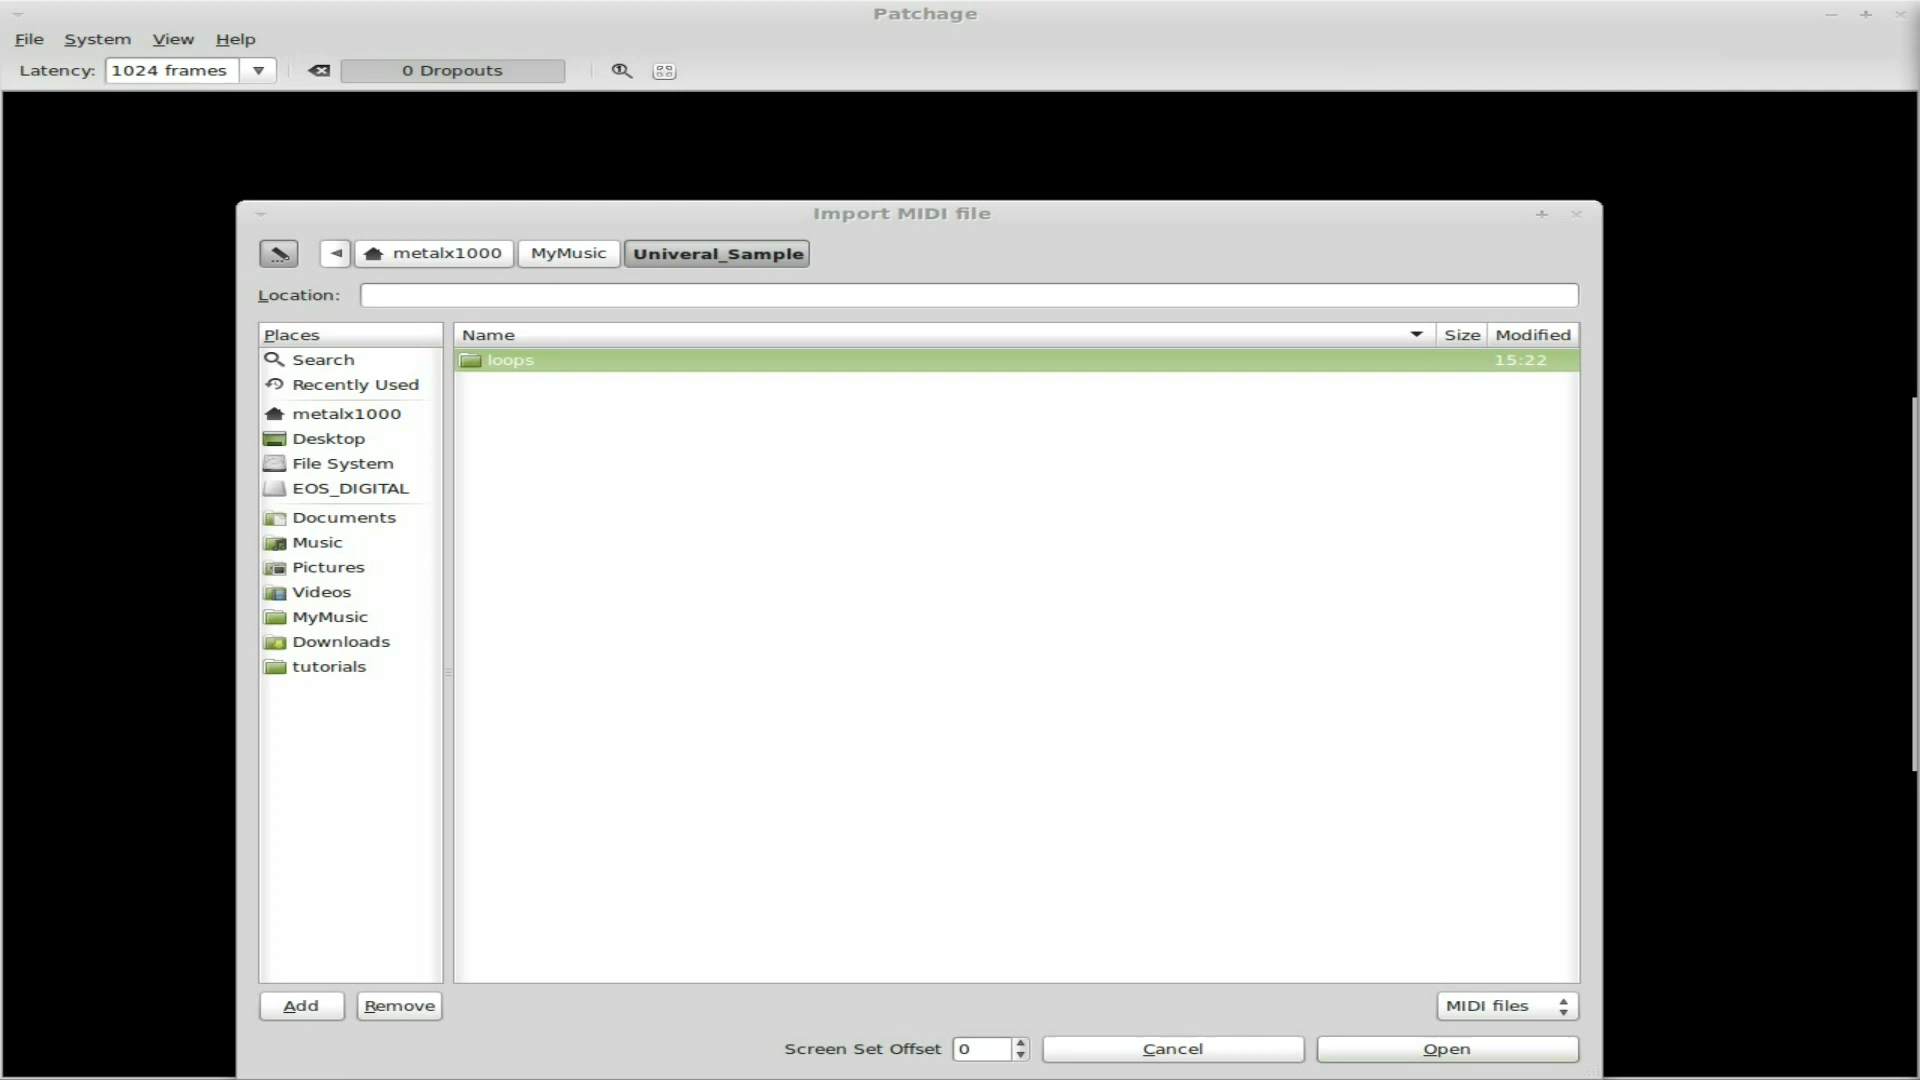 Patchage
File System View Help
Latency: 1024 frames 0 Dropouts
Import MIDI file
metalx1000 MyMusic Univeral_Sample
Location:
Places Name Size Modified
Search loops 15:22
Recently Used
metalx1000
Desktop
File System
EOS_DIGITAL
Documents
Music
Pictures
Videos
MyMusic
Downloads
tutorials
Add Remove MIDI files
Screen Set Offset 0 Cancel Open